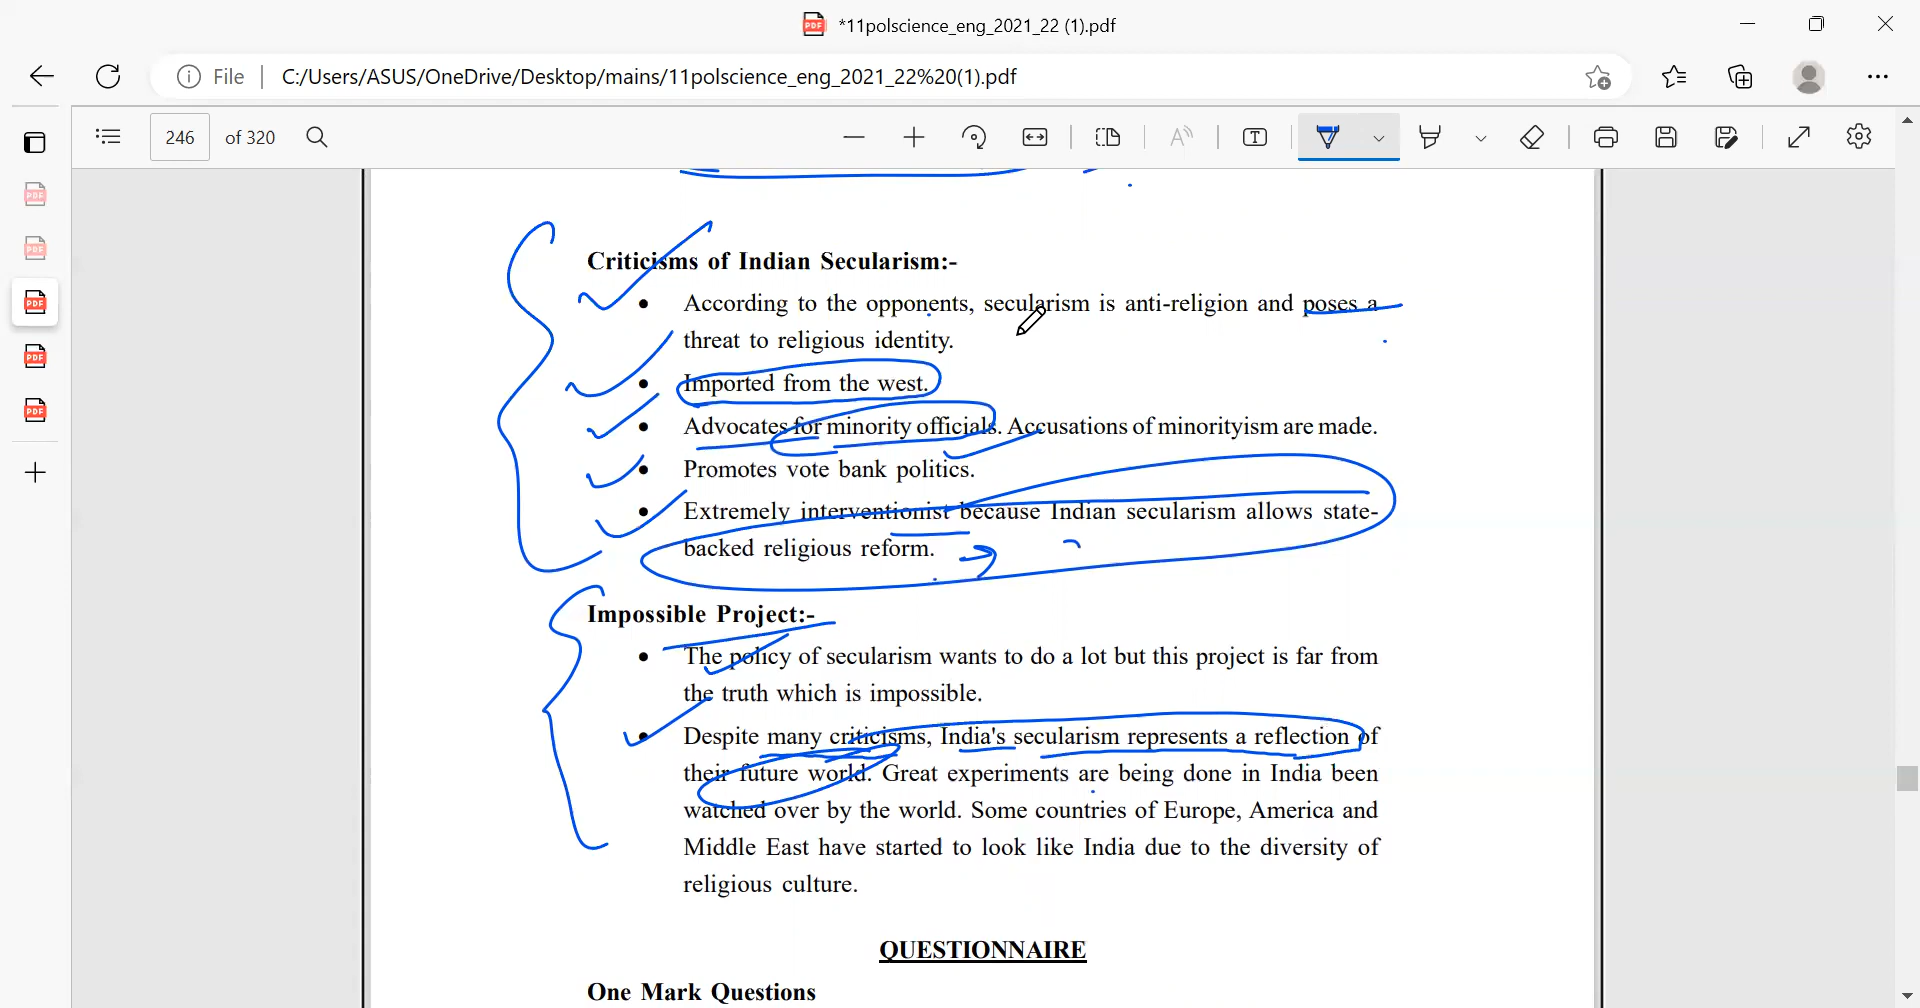 *11polscience_eng_2021_22 (1).pdf
File | C:/Users/ASUS/OneDrive/Desktop/mains/11polscience_eng_2021_22%20(1).pdf
246 of 320
Criticisms of Indian Secularism:-
• According to the opponents, secularism is anti-religion and poses a
threat to religious identity.
• Imported from the west.
• Advocates for minority officials. Accusations of minorityism are made.
• Promotes vote bank politics.
• Extremely interventionist because Indian secularism allows state-
backed religious reform.
Impossible Project:-
• The policy of secularism wants to do a lot but this project is far from
the truth which is impossible.
• Despite many criticisms, India's secularism represents a reflection of
their future world. Great experiments are being done in India been
watched over by the world. Some countries of Europe, America and
Middle East have started to look like India due to the diversity of
religious culture.
QUESTIONNAIRE
One Mark Questions